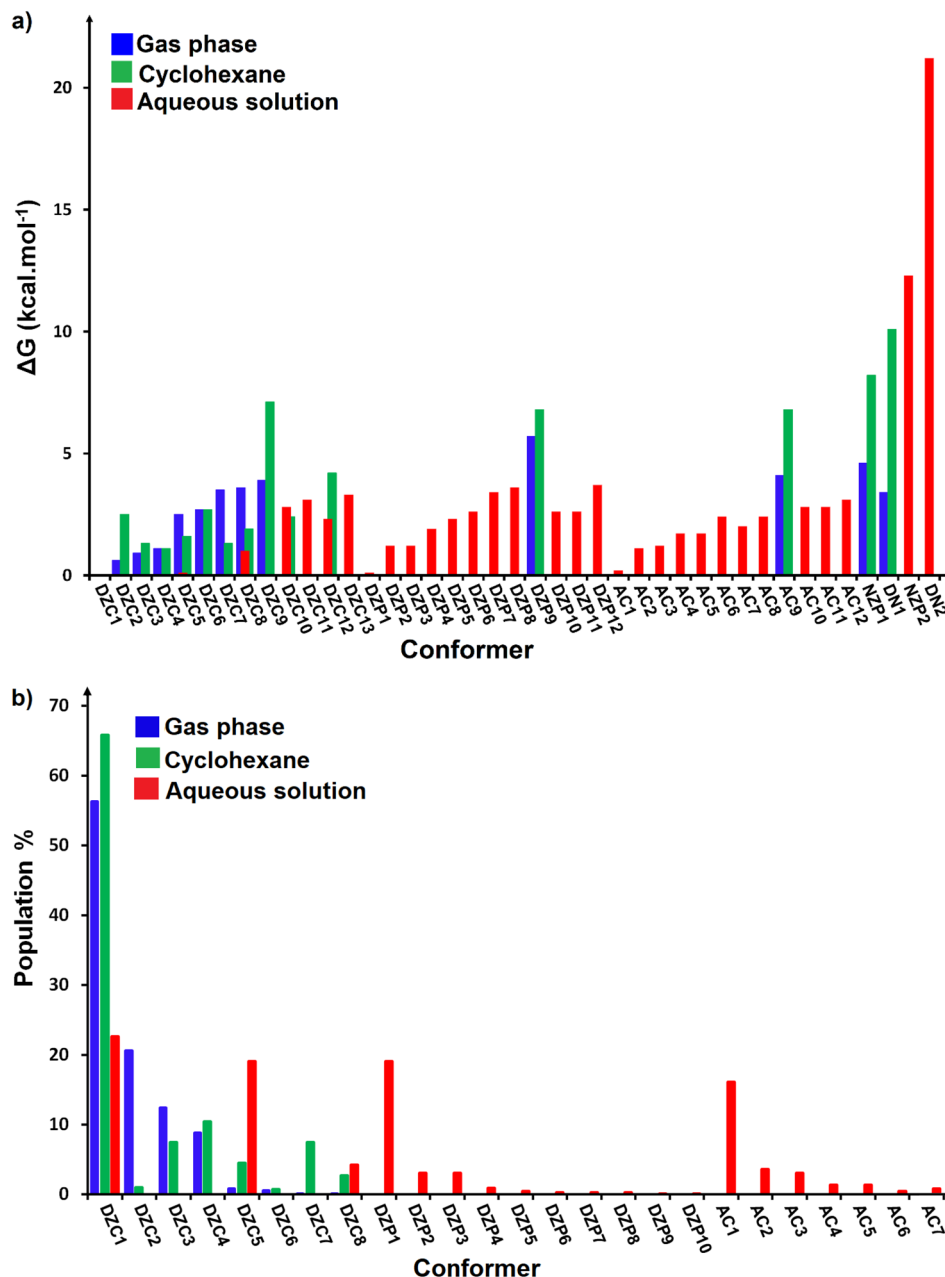 a)
Gas phase
Cyclohexane
Aqueous solution
20
15
10
5
0
ΔG (kcal.mol-1)
DZC1
DZC2
DZC3
DZC4
DZC5
DZC6
DZC7
DZC8
DZC9
DZC10
DZC11
DZC12
DZC13
DZP1
DZP2
DZP3
DZP4
DZP5
DZP6
DZP7
DZP8
DZP9
DZP10
DZP11
DZP12
AC1
AC2
AC3
AC4
AC5
AC6
AC7
AC8
AC9
AC10
AC11
AC12
NZP1
DN1
NZP2
DN2
Conformer
b)
Gas phase
Cyclohexane
Aqueous solution
70
60
50
40
30
20
10
0
Population %
DZC1
DZC2
DZC3
DZC4
DZC5
DZC6
DZC7
DZC8
DZP1
DZP2
DZP3
DZP4
DZP5
DZP6
DZP7
DZP8
DZP9
DZP10
AC1
AC2
AC3
AC4
AC5
AC6
AC7
Conformer